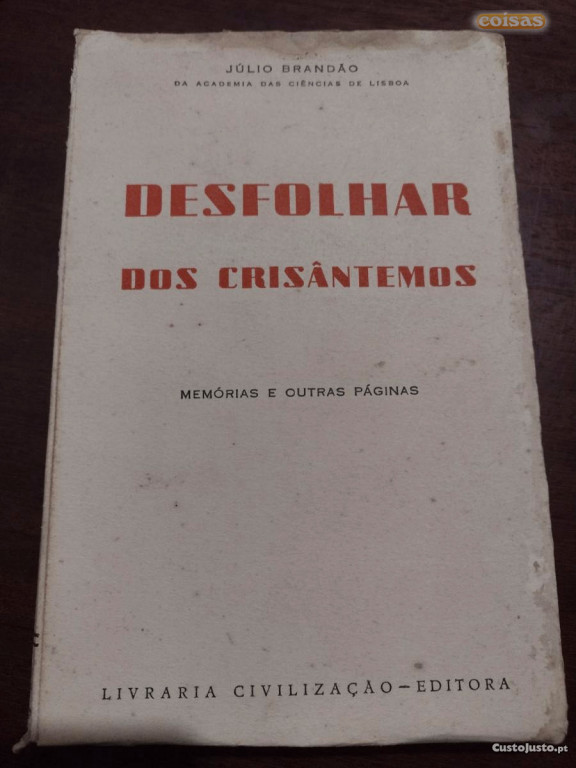 coisas
JÚLIO BRANDÃO
DA ACADEMIA DAS CIÊNCIAS DE LISBOA
DESFOLHAR
DOS CRISÂNTEMOS
MEMÓRIAS E OUTRAS PÁGINAS
LIVRARIA CIVILIZAÇÃO—EDITORA
CustoJusto.pt